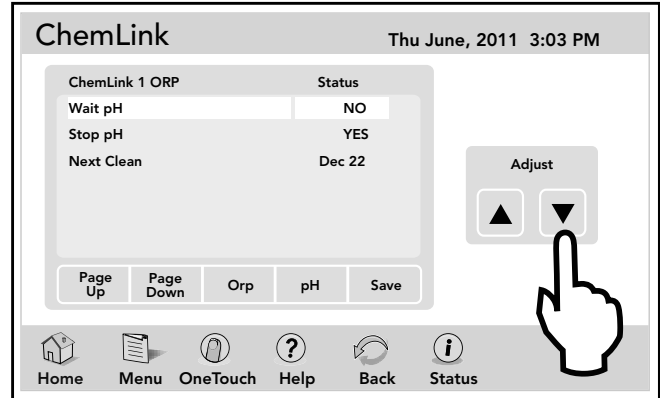 ChemLink Thu June, 2011 3:03 PM
ChemLink 1 ORP Status
Wait pH NO
Stop pH YES
Next Clean Dec 22
Adjust
Page Up Page Down Orp pH Save
Home Menu OneTouch Help Back Status